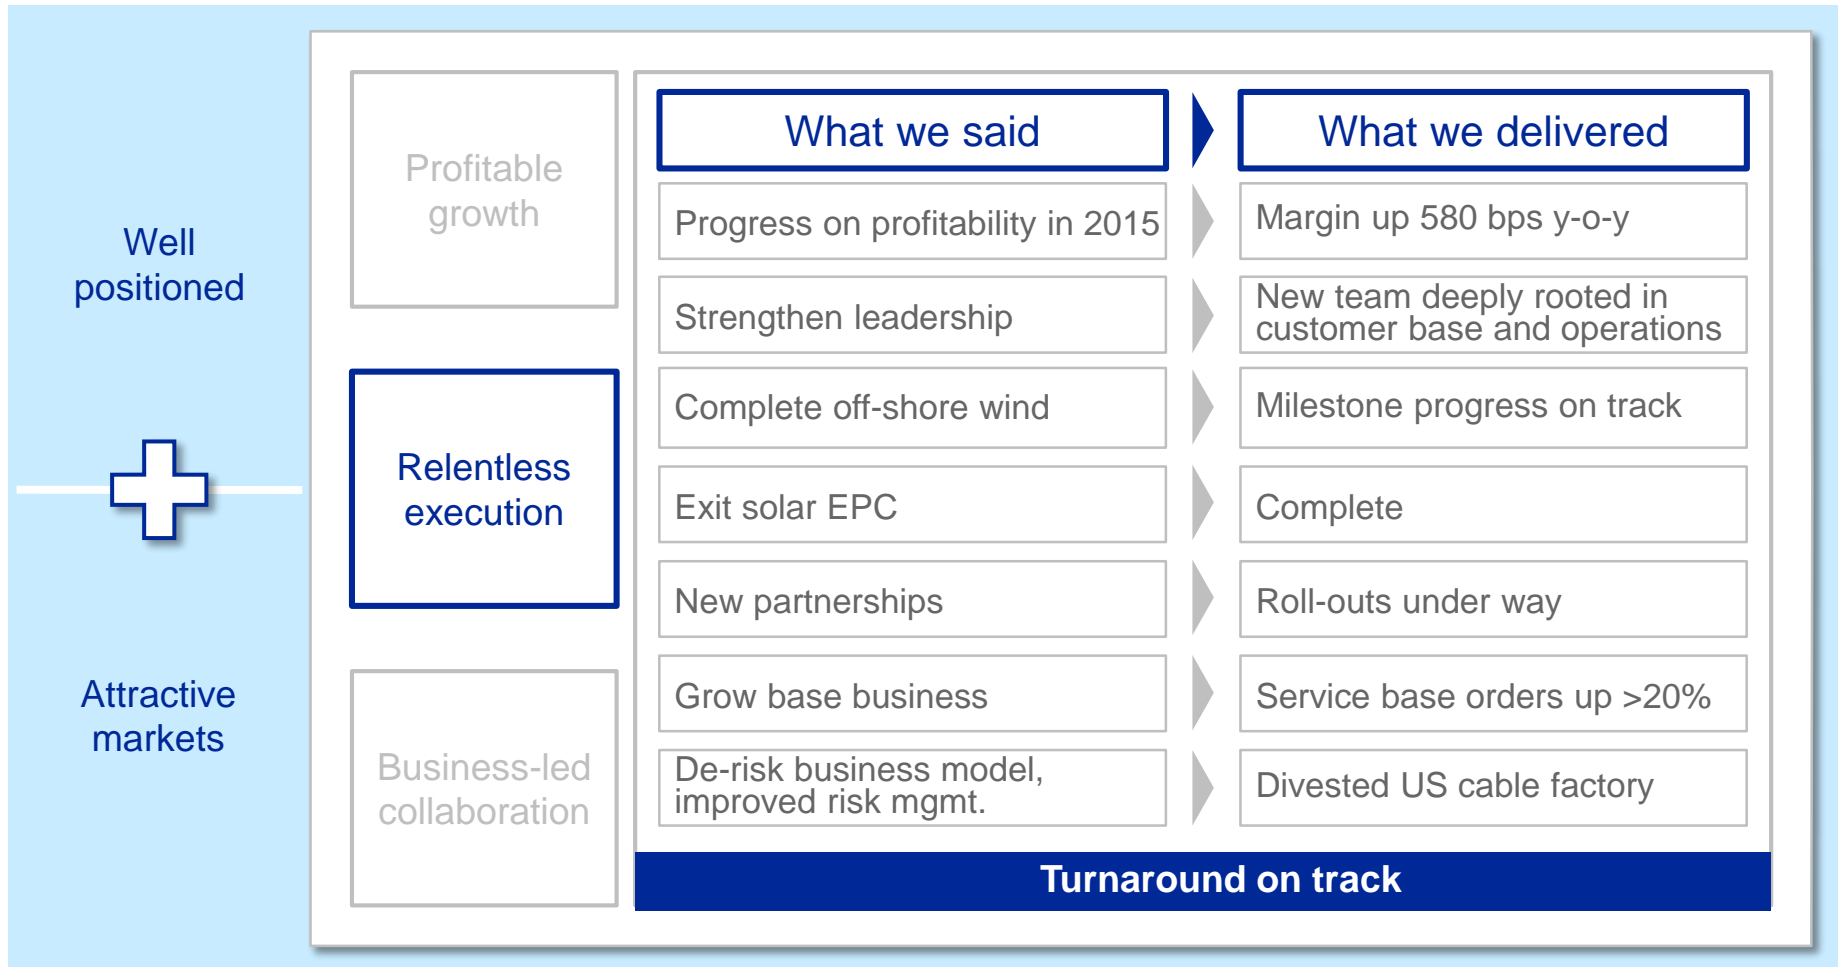 Well
positioned
Attractive
markets
Profitable
growth
Relentless
execution
Business-led
collaboration
What we said
What we delivered
Progress on profitability in 2015
Margin up 580 bps y-o-y
Strengthen leadership
New team deeply rooted in
customer base and operations
Complete off-shore wind
Milestone progress on track
Exit solar EPC
Complete
New partnerships
Roll-outs under way
Grow base business
Service base orders up >20%
De-risk business model,
improved risk mgmt.
Divested US cable factory
Turnaround on track